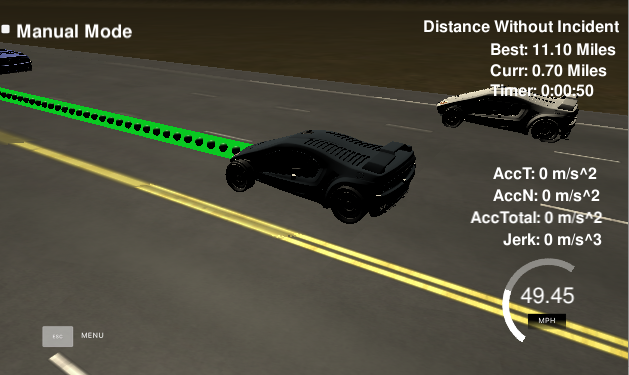 Manual Mode
Distance Without Incident
Best: 11.10 Miles
Curr: 0.70 Miles
Timer: 0:00:50
AccT: 0 m/s^2
AccN: 0 m/s^2
AccTotal: 0 m/s^2
Jerk: 0 m/s^3
49.45
MPH
ESC MENU